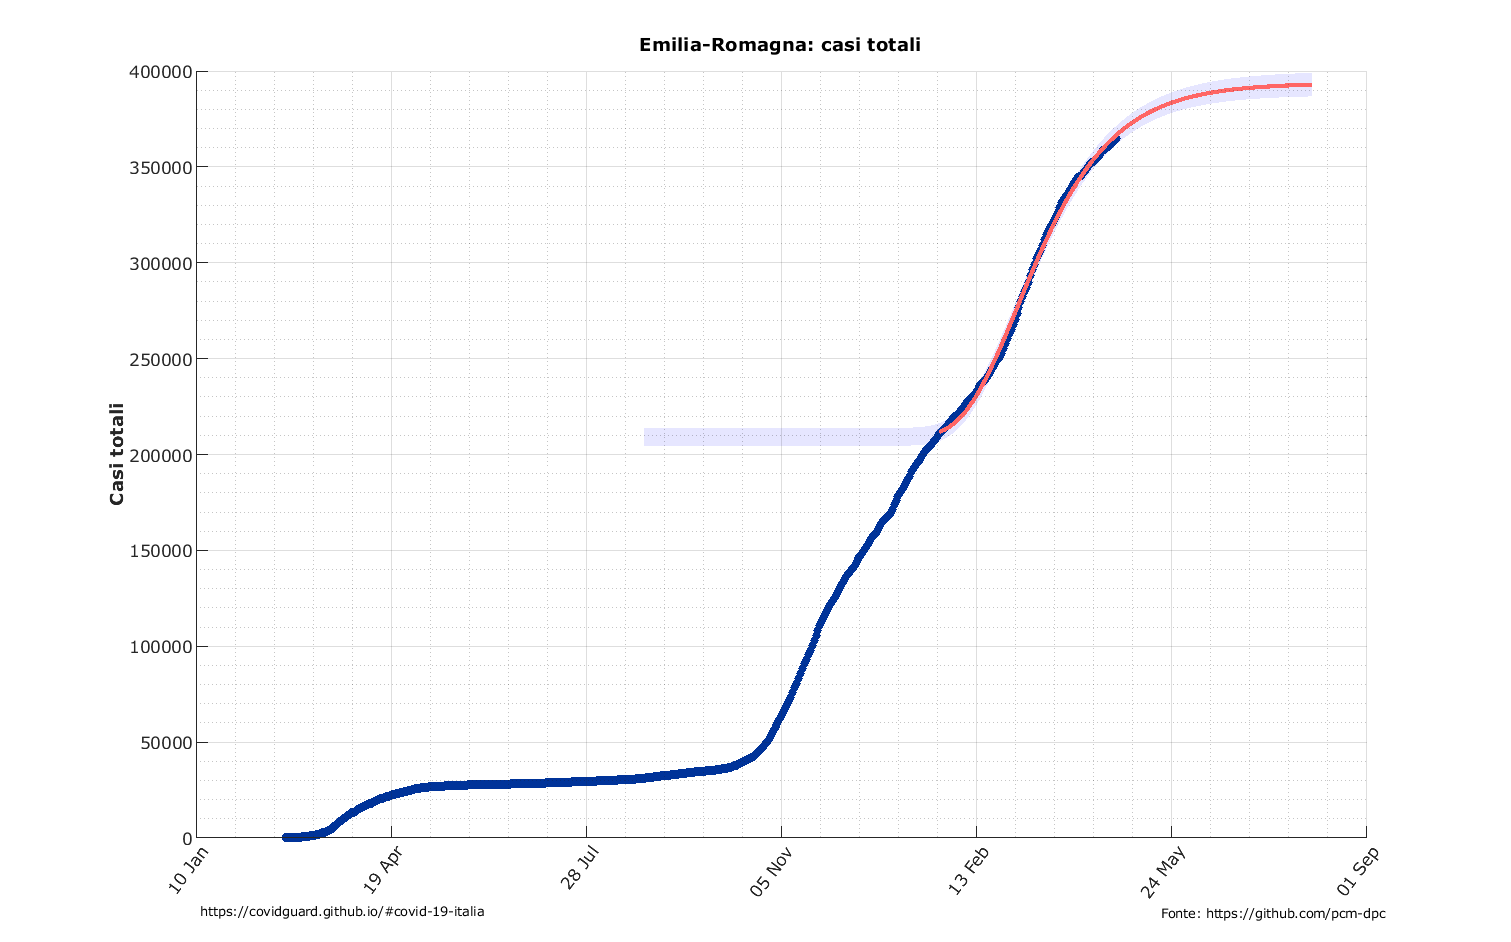 Emilia-Romagna: casi totali
400000
350000
300000
250000
200000
150000
100000
50000
0
Casi totali
10 Jan
19 Apr
28 Jul
05 Nov
13 Feb
24 May
01 Sep
https://covidguard.github.io/#covid-19-italia
Fonte: https://github.com/pcm-dpc